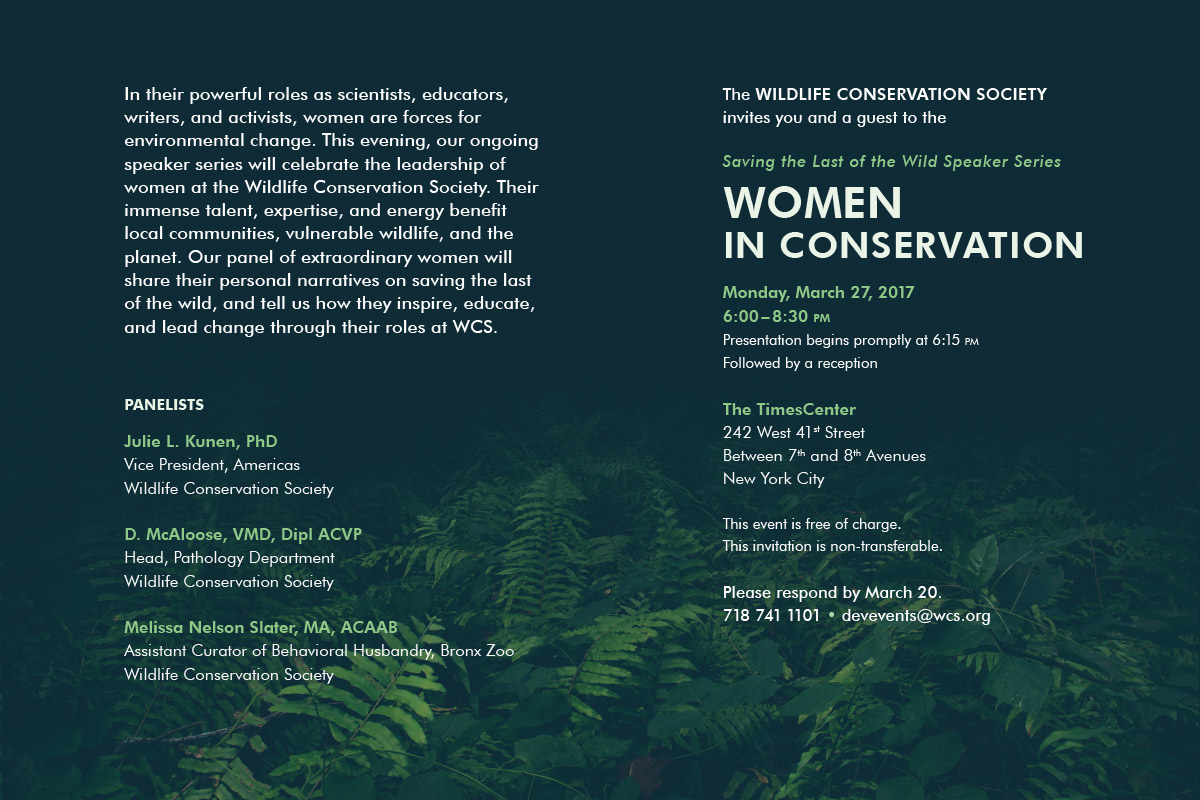 In their powerful roles as scientists, educators,
writers, and activists, women are forces for
environmental change. This evening, our ongoing
speaker series will celebrate the leadership of
women at the Wildlife Conservation Society. Their
immense talent, expertise, and energy benefit
local communities, vulnerable wildlife, and the
planet. Our panel of extraordinary women will
share their personal narratives on saving the last
of the wild, and tell us how they inspire, educate,
and lead change through their roles at WCS.
PANELISTS
Julie L. Kunen, PhD
Vice President, Americas
Wildlife Conservation Society
D. McAloose, VMD, Dipl ACVP
Head, Pathology Department
Wildlife Conservation Society
Melissa Nelson Slater, MA, ACAAB
Assistant Curator of Behavioral Husbandry, Bronx Zoo
Wildlife Conservation Society
The WILDLIFE CONSERVATION SOCIETY
invites you and a guest to the
Saving the Last of the Wild Speaker Series
WOMEN
IN CONSERVATION
Monday, March 27, 2017
6:00–8:30 PM
Presentation begins promptly at 6:15 PM
Followed by a reception
The TimesCenter
242 West 41st Street
Between 7th and 8th Avenues
New York City
This event is free of charge.
This invitation is non-transferable.
Please respond by March 20.
718 741 1101 • devevents@wcs.org